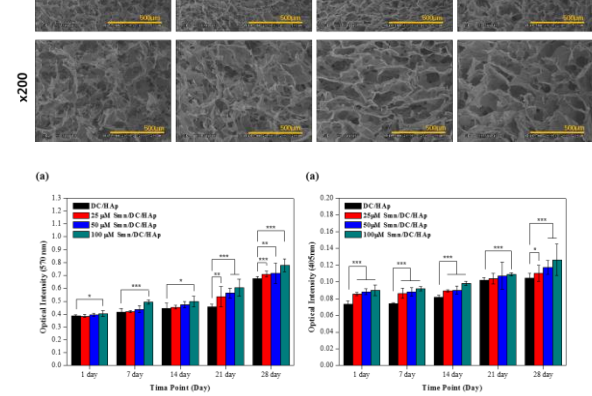 500µm 500µm 500µm 500µm
x200
500µm 500µm 500µm 500µm
(a) (a)
1.3
1.2
1.1
1.0
0.9
0.8
0.7
0.6
0.5
0.4
0.3
0.2
0.1
0.0
Optical Intensity (570 nm)
DC/HAp
25 µM Smn/DC/HAp
50 µM Smn/DC/HAp
100 µM Smn/DC/HAp
* *** * ** *** *** ** ***
1 day 7 day 14 day 21 day 28 day
Time Point (Day)
0.20
0.18
0.16
0.14
0.12
0.10
0.08
0.06
0.04
0.02
0.00
Optical Intensity (405nm)
DC/HAp
25µM Smn/DC/HAp
50µM Smn/DC/HAp
100µM Smn/DC/HAp
*** *** *** *** * ***
1 day 7 day 14 day 21 day 28 day
Time Point (Day)